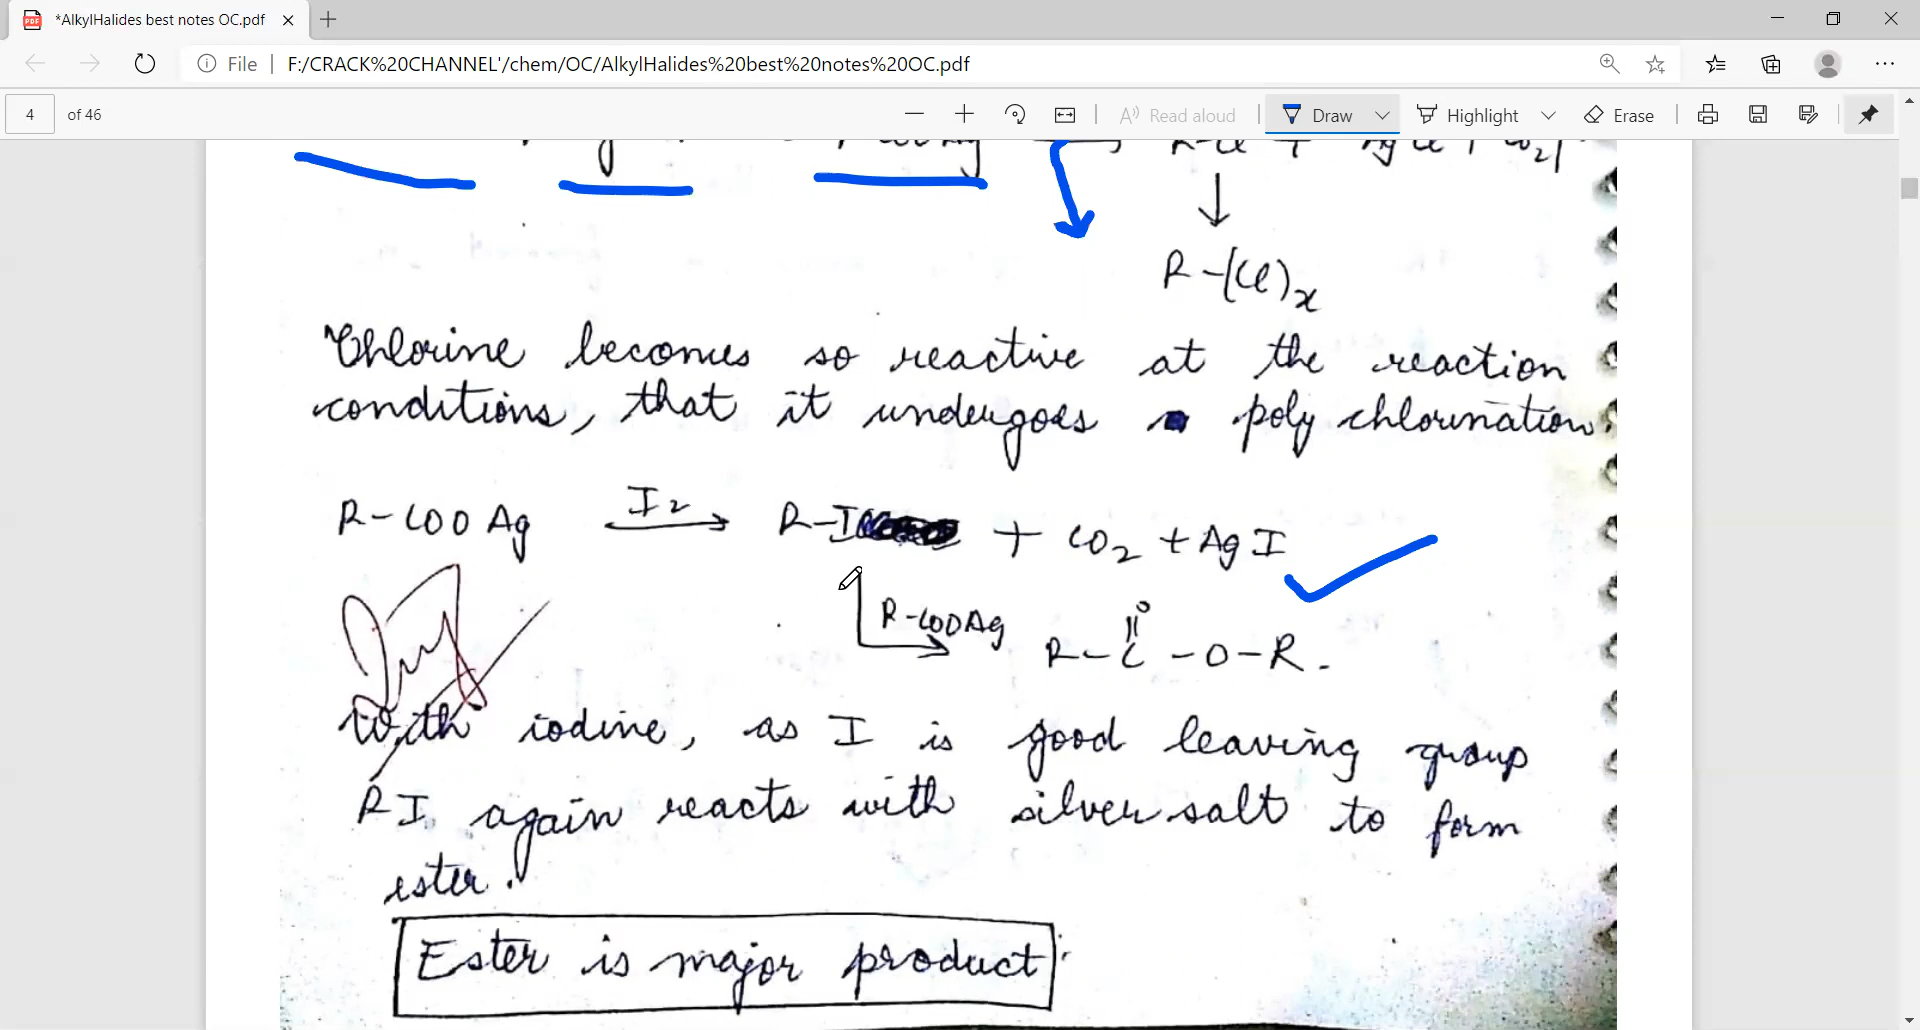 *AlkylHalides best notes OC.pdf
File | F:/CRACK%20CHANNEL'/chem/OC/AlkylHalides%20best%20notes%20OC.pdf
4 of 46 Read aloud Draw Highlight Erase
R-(Cl)x
Chlorine becomes so reactive at the reaction
conditions, that it undergoes poly chlorination.
R-COOAg I2 → R-I + CO2 + AgI
R-COOAg R-C-O-R.
O
With iodine, as I is good leaving group
RI again reacts with silver salt to form
ester.
Ester is major product